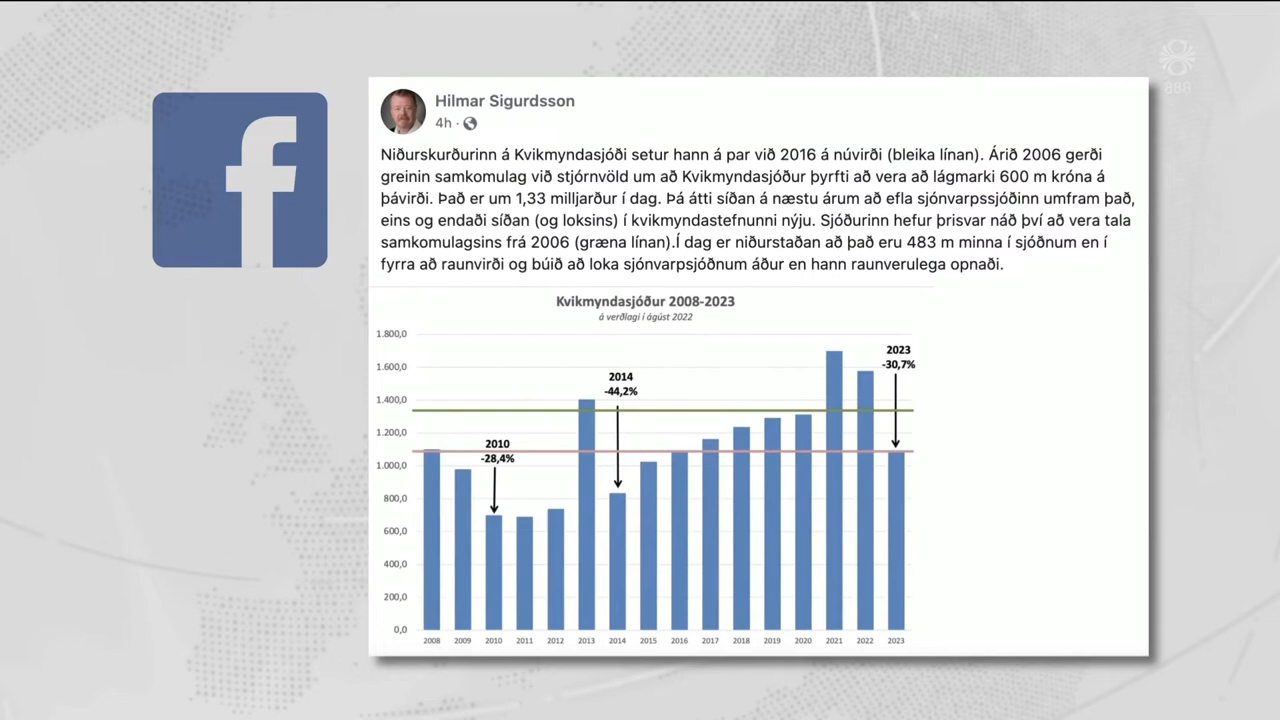 888
f
Hilmar Sigurdsson
4h ·
Niðurskurðurinn á Kvikmyndasjóði setur hann á par við 2016 á núvirði (bleika línan). Árið 2006 gerði
greinin samkomulag við stjórnvöld um að Kvikmyndasjóður þyrfti að vera að lágmarki 600 m króna á
þávirði. Það er um 1,33 milljarður í dag. Þá átti síðan á næstu árum að efla sjónvarpssjóðinn umfram það,
eins og endaði síðan (og loksins) í kvikmyndastefnunni nýju. Sjóðurinn hefur þrisvar náð því að vera tala
samkomulagsins frá 2006 (græna línan).Í dag er niðurstaðan að það eru 483 m minna í sjóðnum en í
fyrra að raunvirði og búið að loka sjónvarpsjóðnum áður en hann raunverulega opnaði.
Kvikmyndasjóður 2008-2023
á verðlagi í ágúst 2022
1.800,0
1.600,0
1.400,0
1.200,0
1.000,0
800,0
600,0
400,0
200,0
0,0
2010
-28,4%
2014
-44,2%
2023
-30,7%
2008 2009 2010 2011 2012 2013 2014 2015 2016 2017 2018 2019 2020 2021 2022 2023